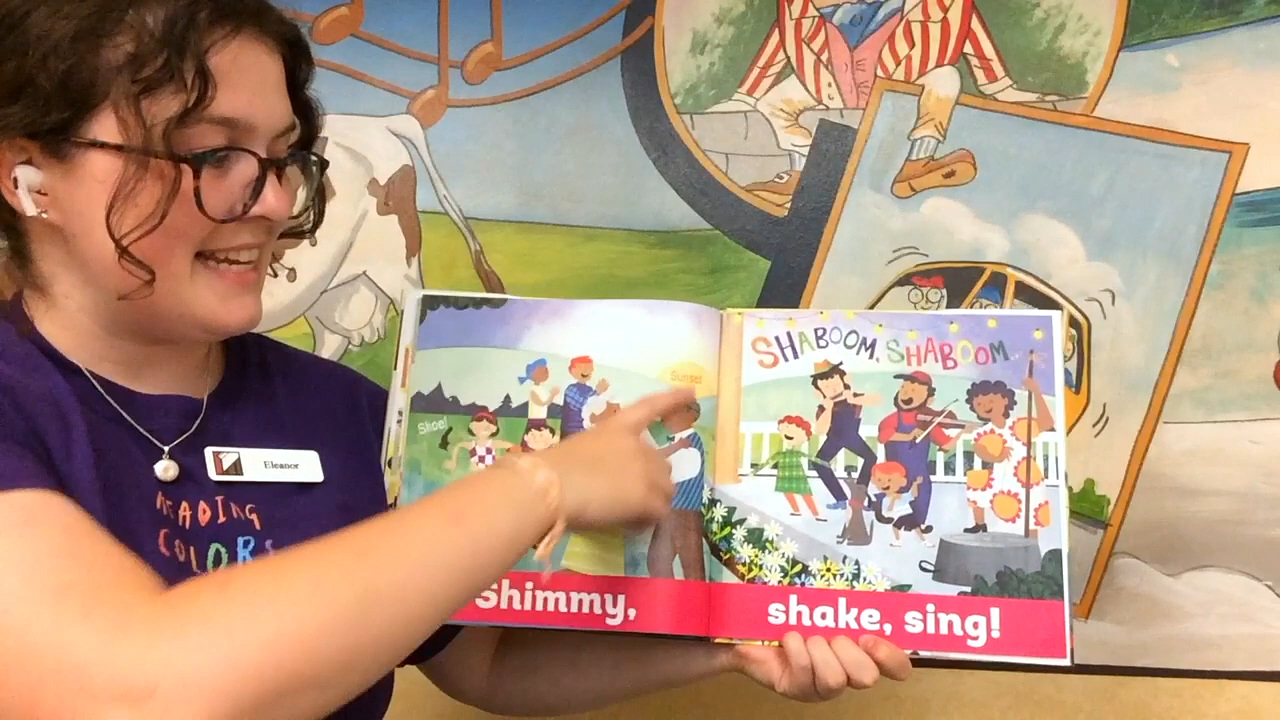 Eleanor
READING
COLORS
Shoe!
Sunset
SHABOOM, SHABOOM
Shimmy,
shake, sing!